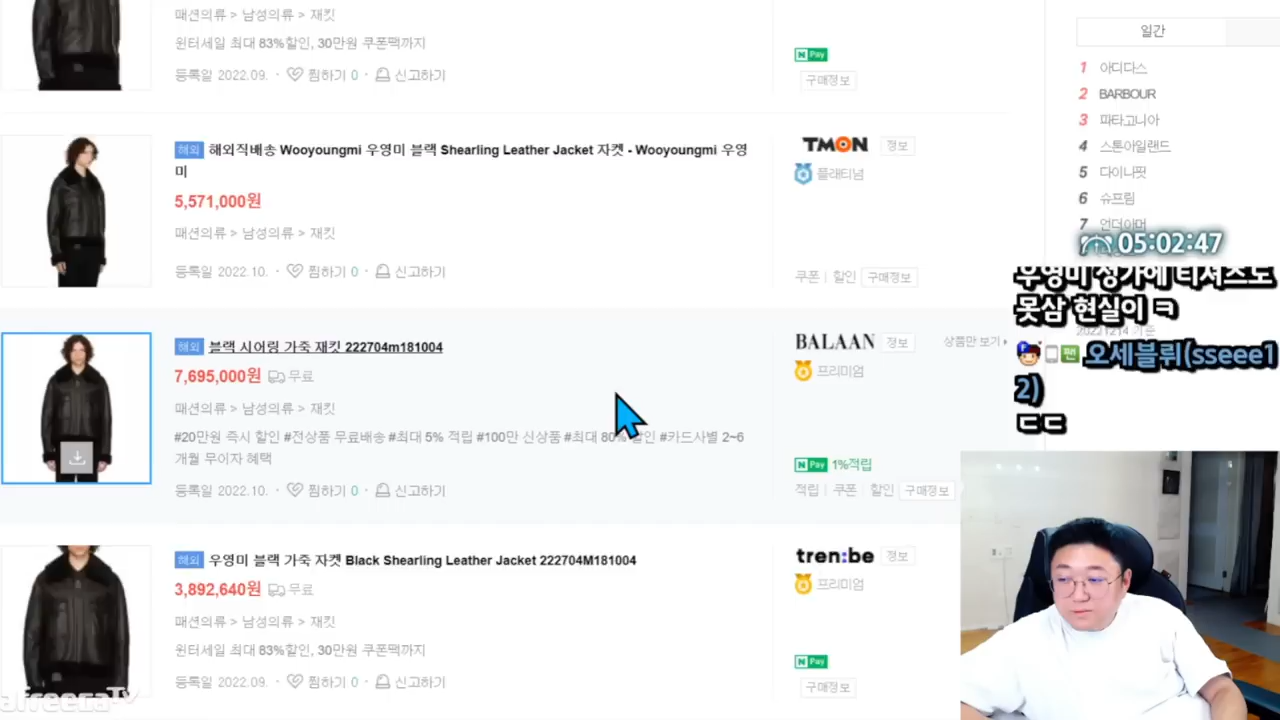 패션의류 > 남성의류 > 재킷
윈터세일 최대 83%할인, 30만원 쿠폰팩까지
등록일 2022.09. · 찜하기 0 · 신고하기
N Pay
구매정보
해외 해외직배송 Wooyoungmi 우영미 블랙 Shearling Leather Jacket 자켓 - Wooyoungmi 우영
미
5,571,000원
패션의류 > 남성의류 > 재킷
등록일 2022.10. · 찜하기 0 · 신고하기
TMON 정보
플래티넘
쿠폰 | 할인 구매정보
해외 블랙 시어링 가죽 재킷 222704m181004
7,695,000원 무료
패션의류 > 남성의류 > 재킷
#20만원 즉시 할인 #전상품 무료배송 #최대 5% 적립 #100만 신상품 #최대 80% 할인 #카드사별 2~6
개월 무이자 혜택
등록일 2022.10. · 찜하기 0 · 신고하기
BALAAN 정보 상품만 보기
프리미엄
N Pay 1%적립
적립 | 쿠폰 | 할인 구매정보
해외 우영미 블랙 가죽 자켓 Black Shearling Leather Jacket 222704M181004
3,892,640원 무료
패션의류 > 남성의류 > 재킷
윈터세일 최대 83%할인, 30만원 쿠폰팩까지
등록일 2022.09. · 찜하기 0 · 신고하기
tren:be 정보
프리미엄
N Pay
구매정보
일간
1 아디다스
2 BARBOUR
3 파타고니아
4 스톤아일랜드
5 다이나핏
6 슈프림
7 언더아머
05:02:47
우영미 정가에 티셔츠도
못삼 현실이 ㅋ
팬 오세블뤼(sseee1
2)
ㄷㄷ
afreecaTV